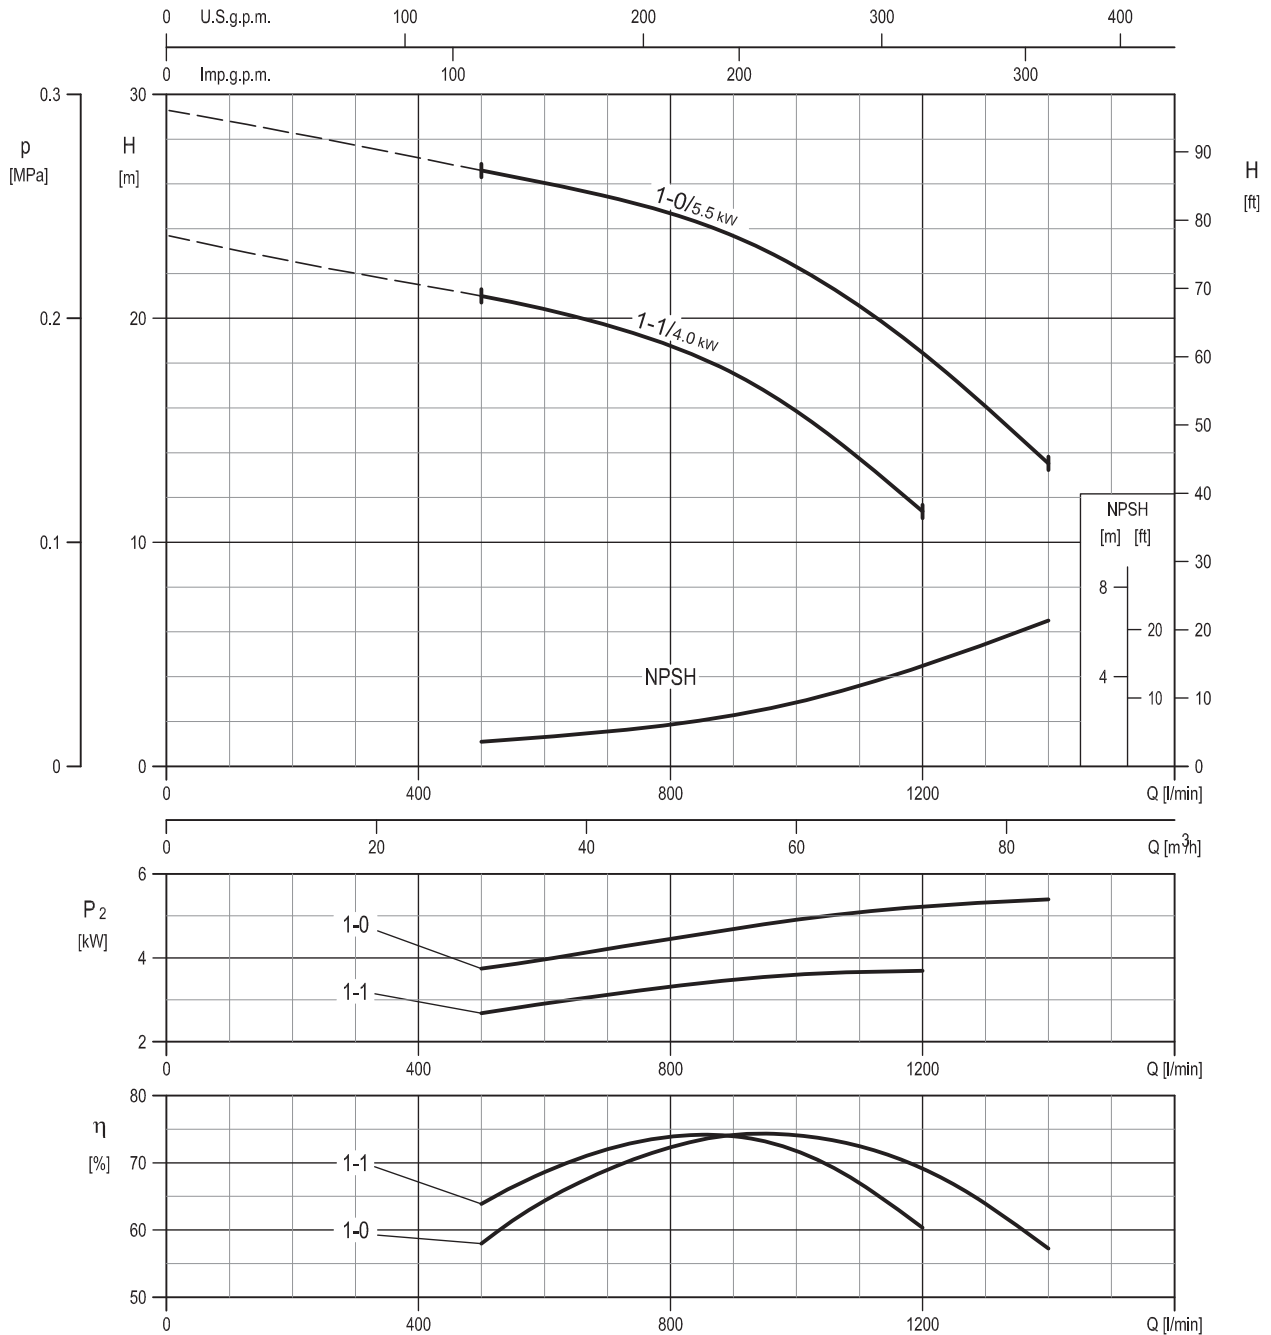 0 U.S.g.p.m. 100 200 300 400
0 Imp.g.p.m. 100 200 300
0.3 30
p H 90 H
[MPa] [m] [ft]
1-0/5.5 kW
80
70
0.2 20
1-1/4.0 kW
60
50
40
NPSH
[m] [ft]
0.1 10
30
8
20 20
NPSH 4
10 10
0 0 0
0 400 800 1200 Q [l/min]
0 20 40 60 80 Q [m³/h]
6
P2
[kW]
1-0
4
1-1
2
0 400 800 1200 Q [l/min]
80
η
[%]
70 1-1
60 1-0
50
0 400 800 1200 Q [l/min]